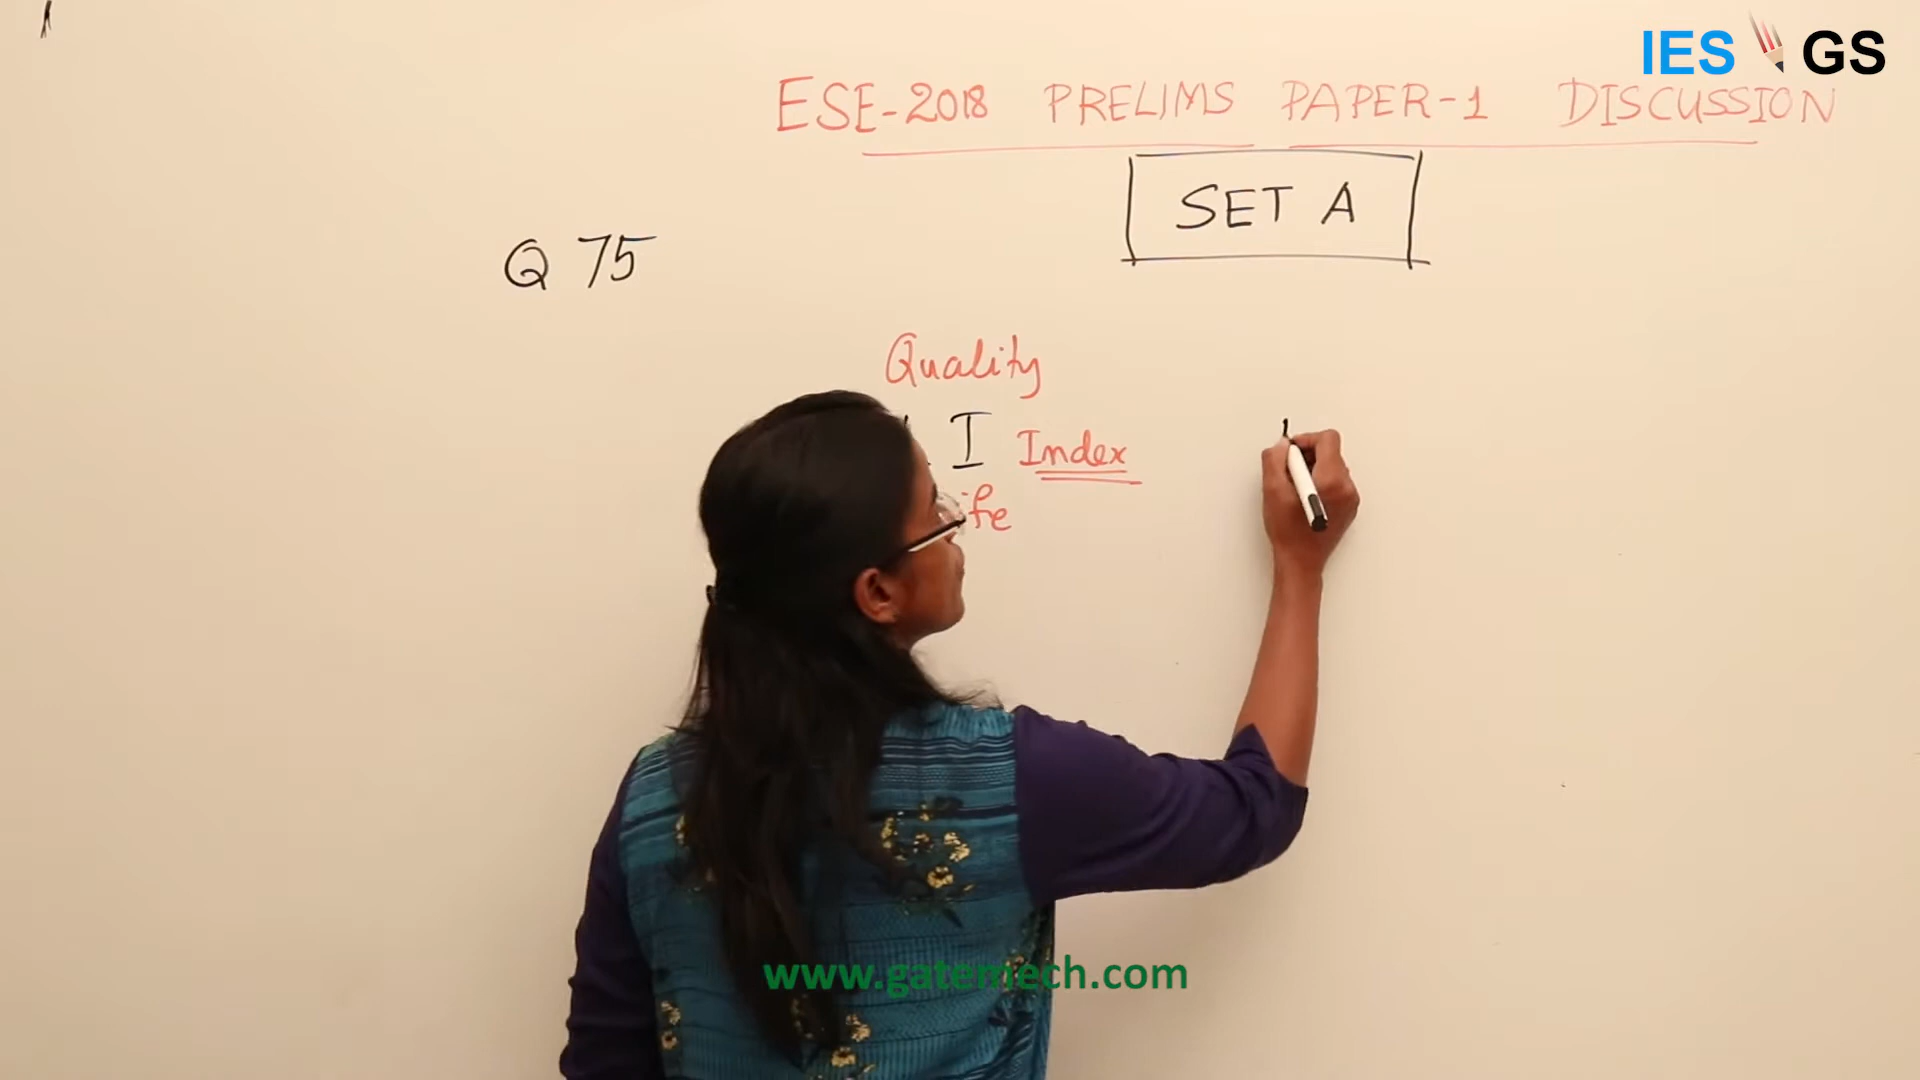 IES GS
ESE-2018 PRELIMS PAPER-1 DISCUSSION
SET A
Q 75
Quality
I Index
www.gatemech.com